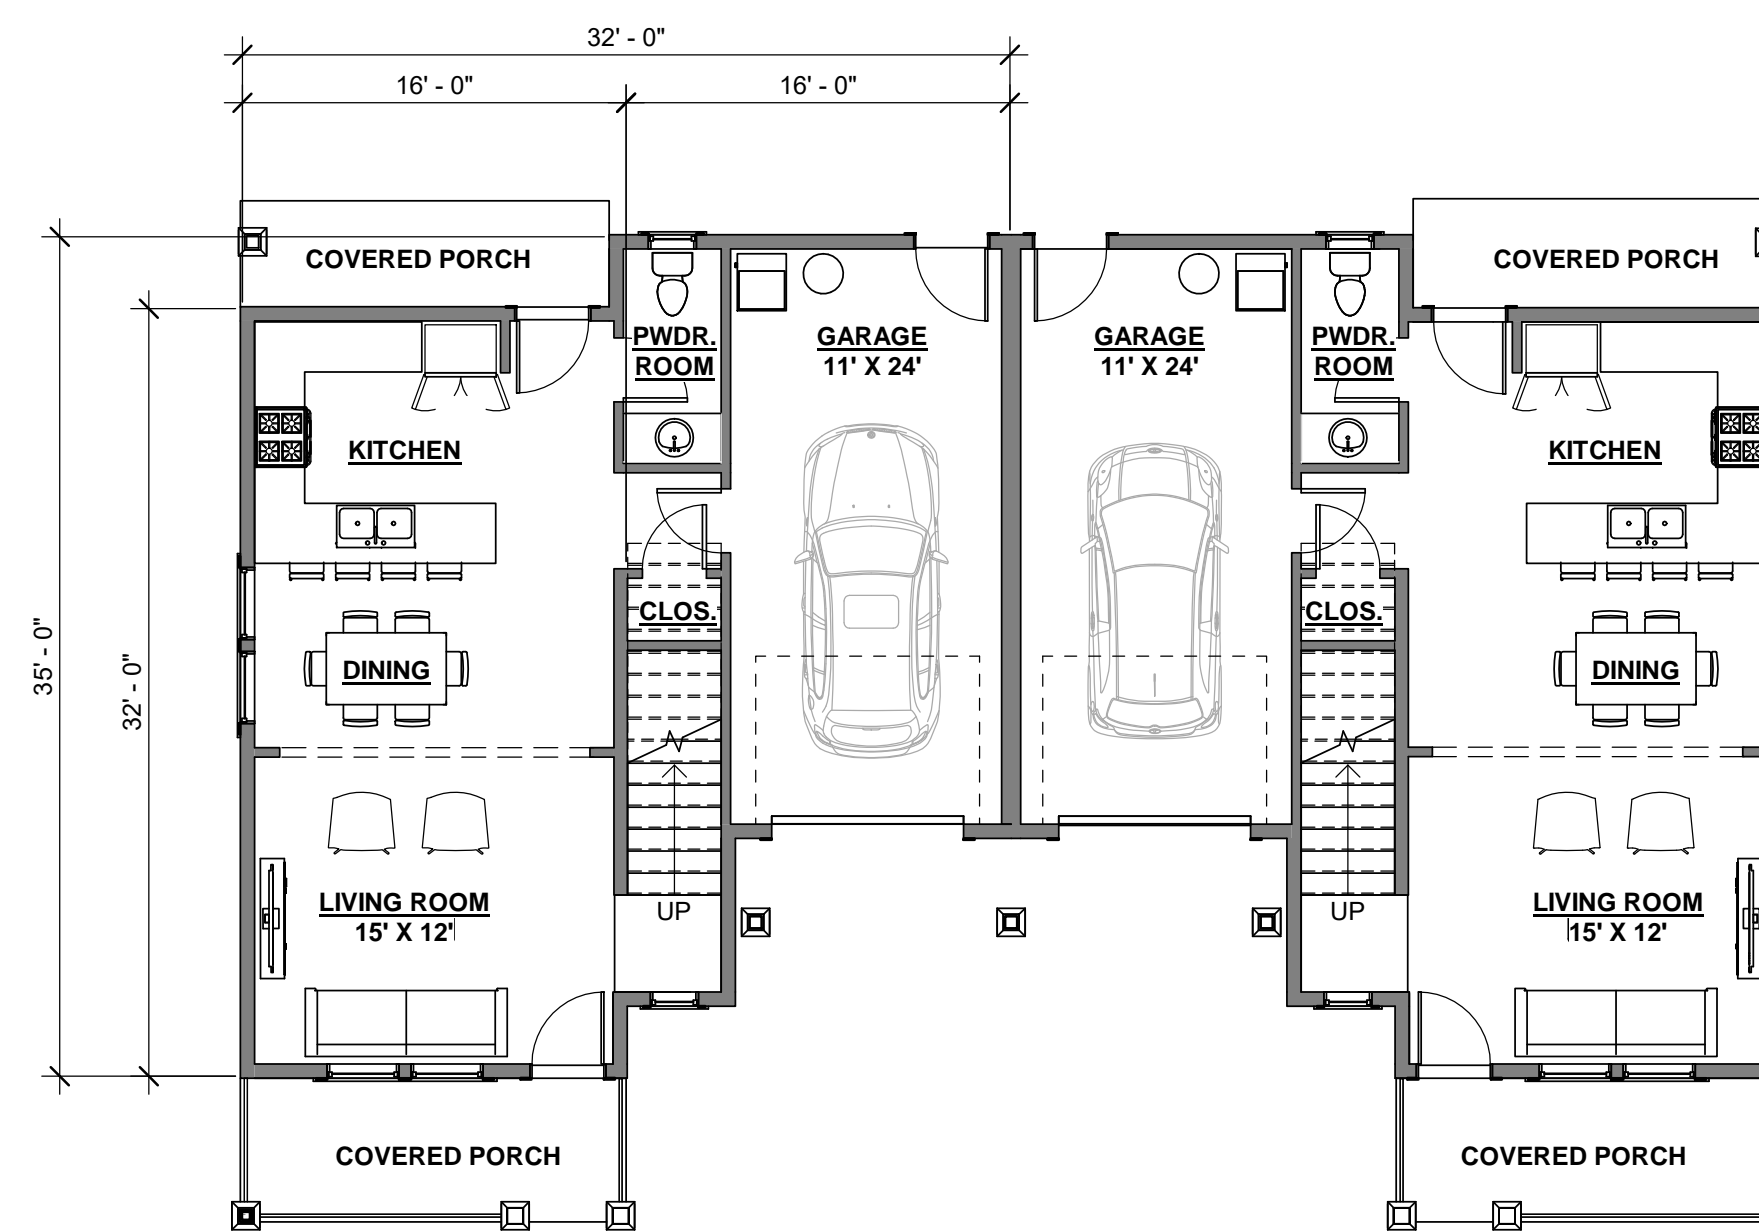 32' - 0"
16' - 0"
16' - 0"
COVERED PORCH
COVERED PORCH
PWDR.
ROOM
GARAGE
11' X 24'
GARAGE
11' X 24'
PWDR.
ROOM
KITCHEN
KITCHEN
CLOS.
CLOS.
35' - 0"
32' - 0"
DINING
DINING
LIVING ROOM
15' X 12'
UP
UP
LIVING ROOM
15' X 12'
COVERED PORCH
COVERED PORCH